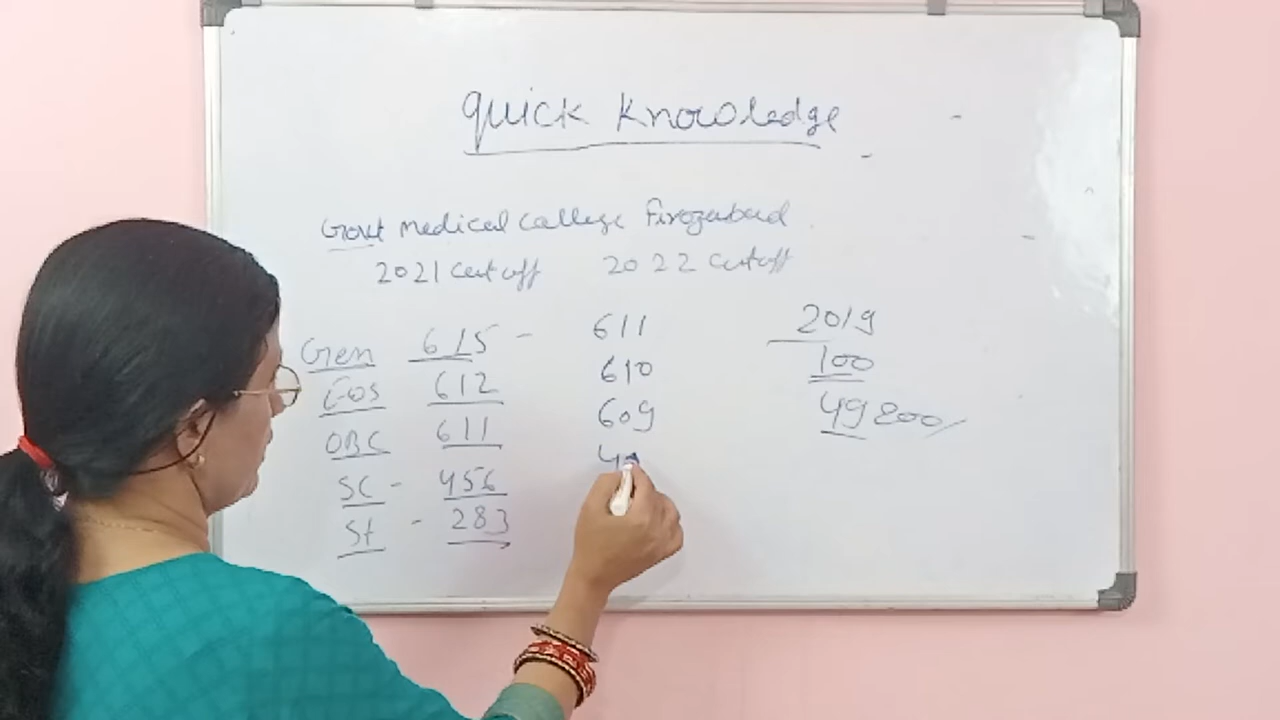 Quick Knowledge
Govt medical college Firozabad
2021 cut off 2022 cutoff
Gen 615 - 611
EOS 612 610
OBC 611 609
SC - 456 4
St - 283
2019
100
49800/